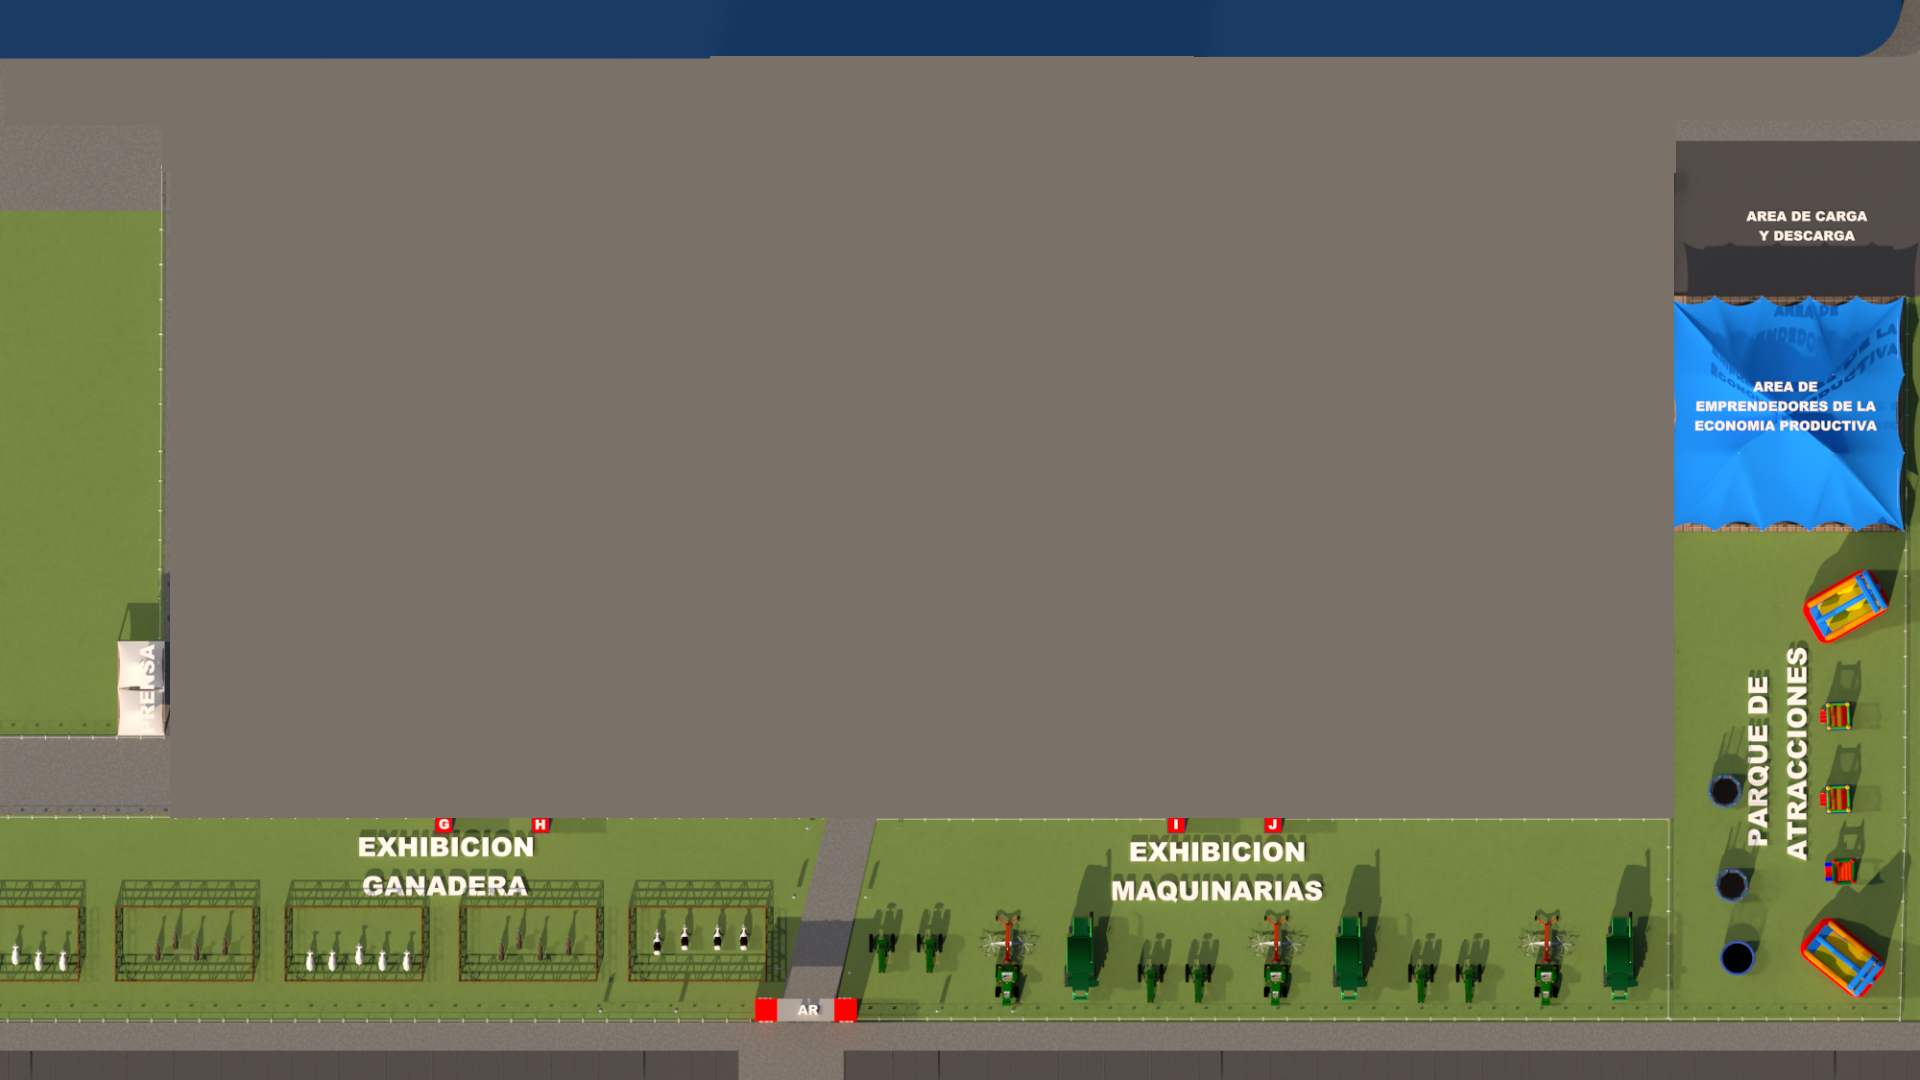 AREA DE CARGA
Y DESCARGA
AREA DE
EMPRENDEDORES DE LA
ECONOMIA PRODUCTIVA
PRENSA
PARQUE DE
ATRACCIONES
G
H
EXHIBICION
GANADERA
I
J
EXHIBICION
MAQUINARIAS
AR